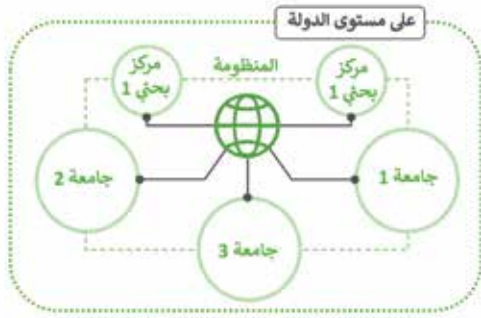 على مستوى الدولة
مركز
بحثي 1
المنظومة
مركز
بحثي 1
جامعة 1
جامعة 2
جامعة 3